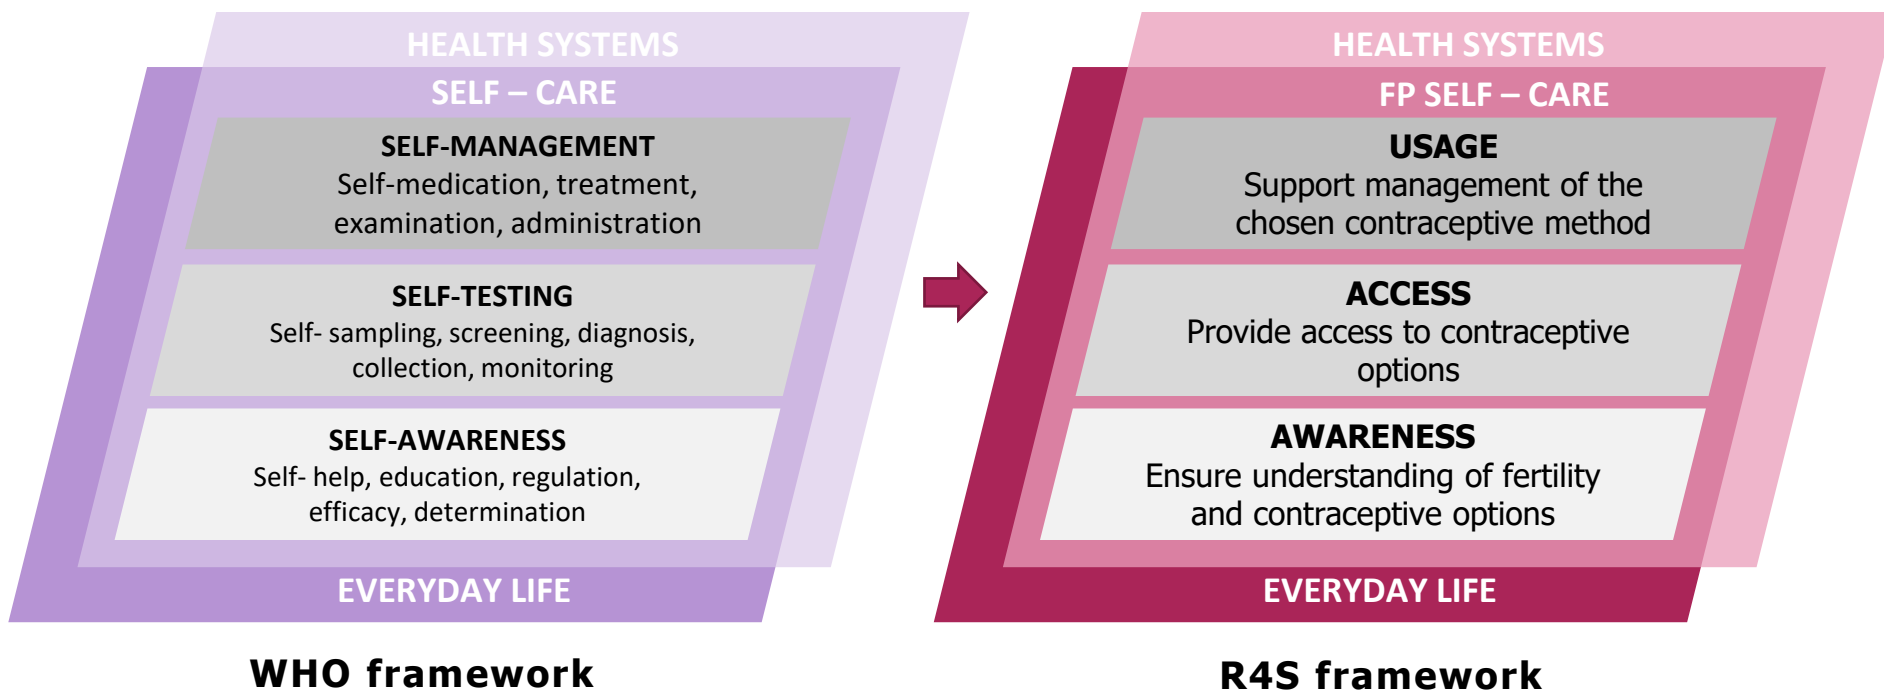 HEALTH SYSTEMS
SELF – CARE
SELF-MANAGEMENT
Self-medication, treatment,
examination, administration
SELF-TESTING
Self- sampling, screening, diagnosis,
collection, monitoring
SELF-AWARENESS
Self- help, education, regulation,
efficacy, determination
EVERYDAY LIFE
WHO framework
HEALTH SYSTEMS
FP SELF – CARE
USAGE
Support management of the
chosen contraceptive method
ACCESS
Provide access to contraceptive
options
AWARENESS
Ensure understanding of fertility
and contraceptive options
EVERYDAY LIFE
R4S framework